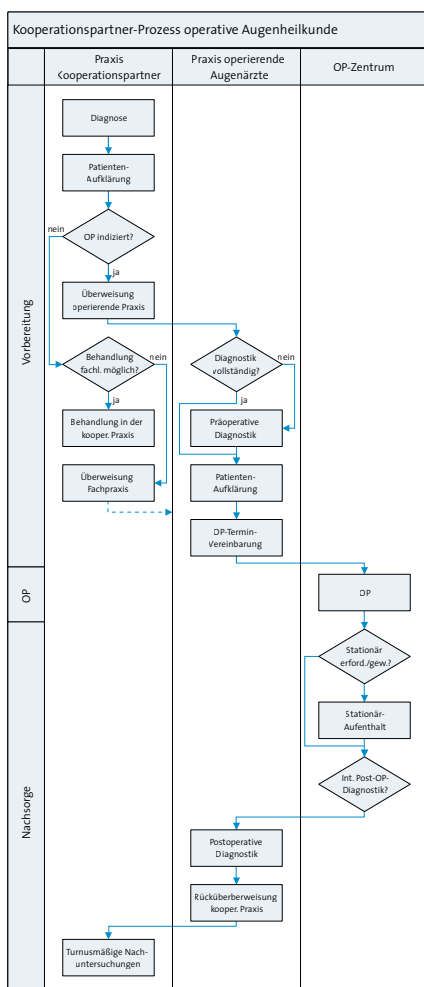 Kooperationspartner-Prozess operative Augenheilkunde
Praxis
Kooperationspartner
Praxis operierende
Augenärzte
OP-Zentrum
Vorbereitung
Diagnose
Patienten-
Aufklärung
nein
OP indiziert?
ja
Überweisung
operierende Praxis
Behandlung
fachl. möglich?
nein
ja
Diagnostik
vollständig?
nein
ja
Behandlung in der
kooper. Praxis
Präoperative
Diagnostik
Überweisung
Fachpraxis
Patienten-
Aufklärung
OP-Termin-
Vereinbarung
OP
OP
Nachsorge
Stationär
erford./gew.?
Stationär-
Aufenthalt
Int. Post-OP-
Diagnostik?
Postoperative
Diagnostik
Rücküberberweisung
kooper. Praxis
Turnusmäßige Nach-
untersuchungen